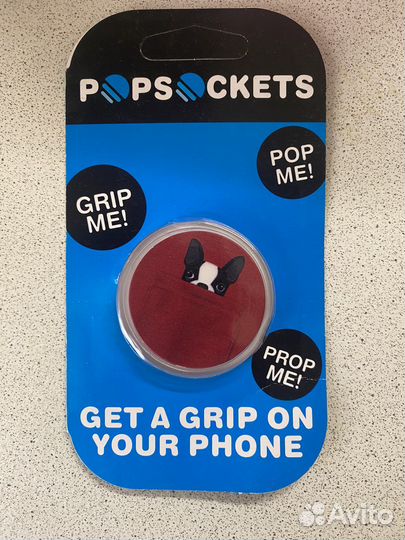 POPSOCKETS
POP
ME!
GRIP
ME!
PROP
ME!
GET A GRIP ON
YOUR PHONE
Avito